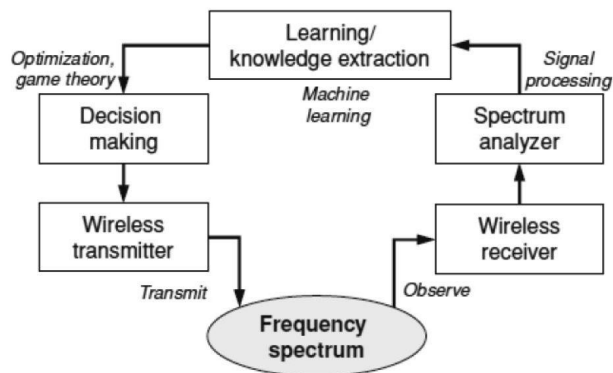 Learning/
knowledge extraction
Optimization,
game theory
Machine
learning
Signal
processing
Decision
making
Spectrum
analyzer
Wireless
transmitter
Wireless
receiver
Transmit
Observe
Frequency
spectrum